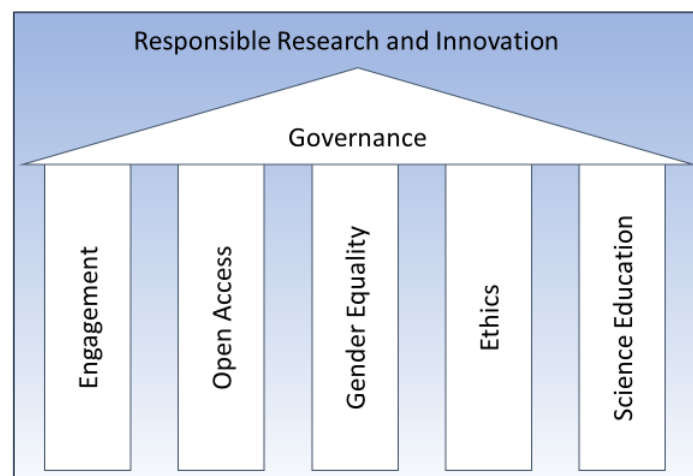 Responsible Research and Innovation
Governance
Engagement
Open Access
Gender Equality
Ethics
Science Education